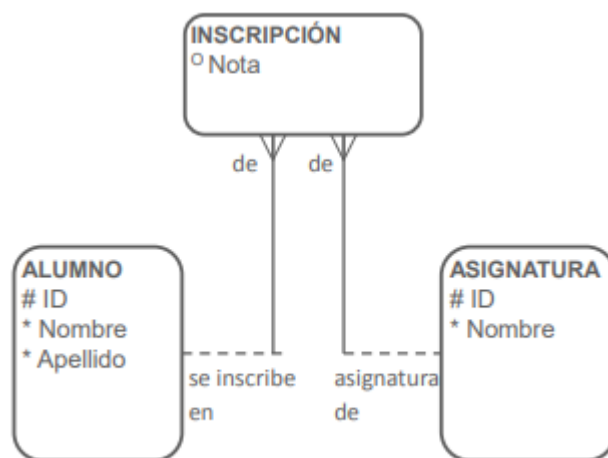 INSCRIPCIÓN
o Nota
de
de
ALUMNO
# ID
* Nombre
* Apellido
ASIGNATURA
# ID
* Nombre
se inscribe
en
asignatura
de